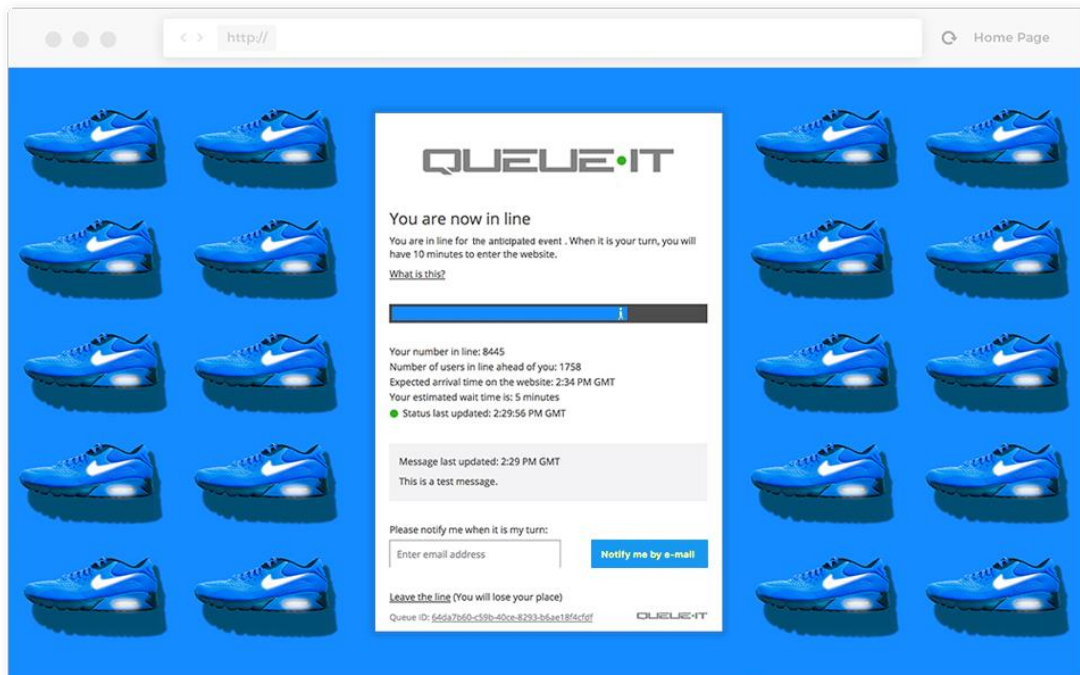 http://
Home Page
QUEUE•IT
You are now in line
You are in line for the anticipated event . When it is your turn, you will
have 10 minutes to enter the website.
What is this?
Your number in line: 8445
Number of users in line ahead of you: 1758
Expected arrival time on the website: 2:34 PM GMT
Your estimated wait time is: 5 minutes
Status last updated: 2:29:56 PM GMT
Message last updated: 2:29 PM GMT
This is a test message.
Please notify me when it is my turn:
Enter email address
Notify me by e-mail
Leave the line (You will lose your place)
Queue ID: 64da7b60-c59b-40ce-8293-b6ae18f4cfdf
QUEUE•IT